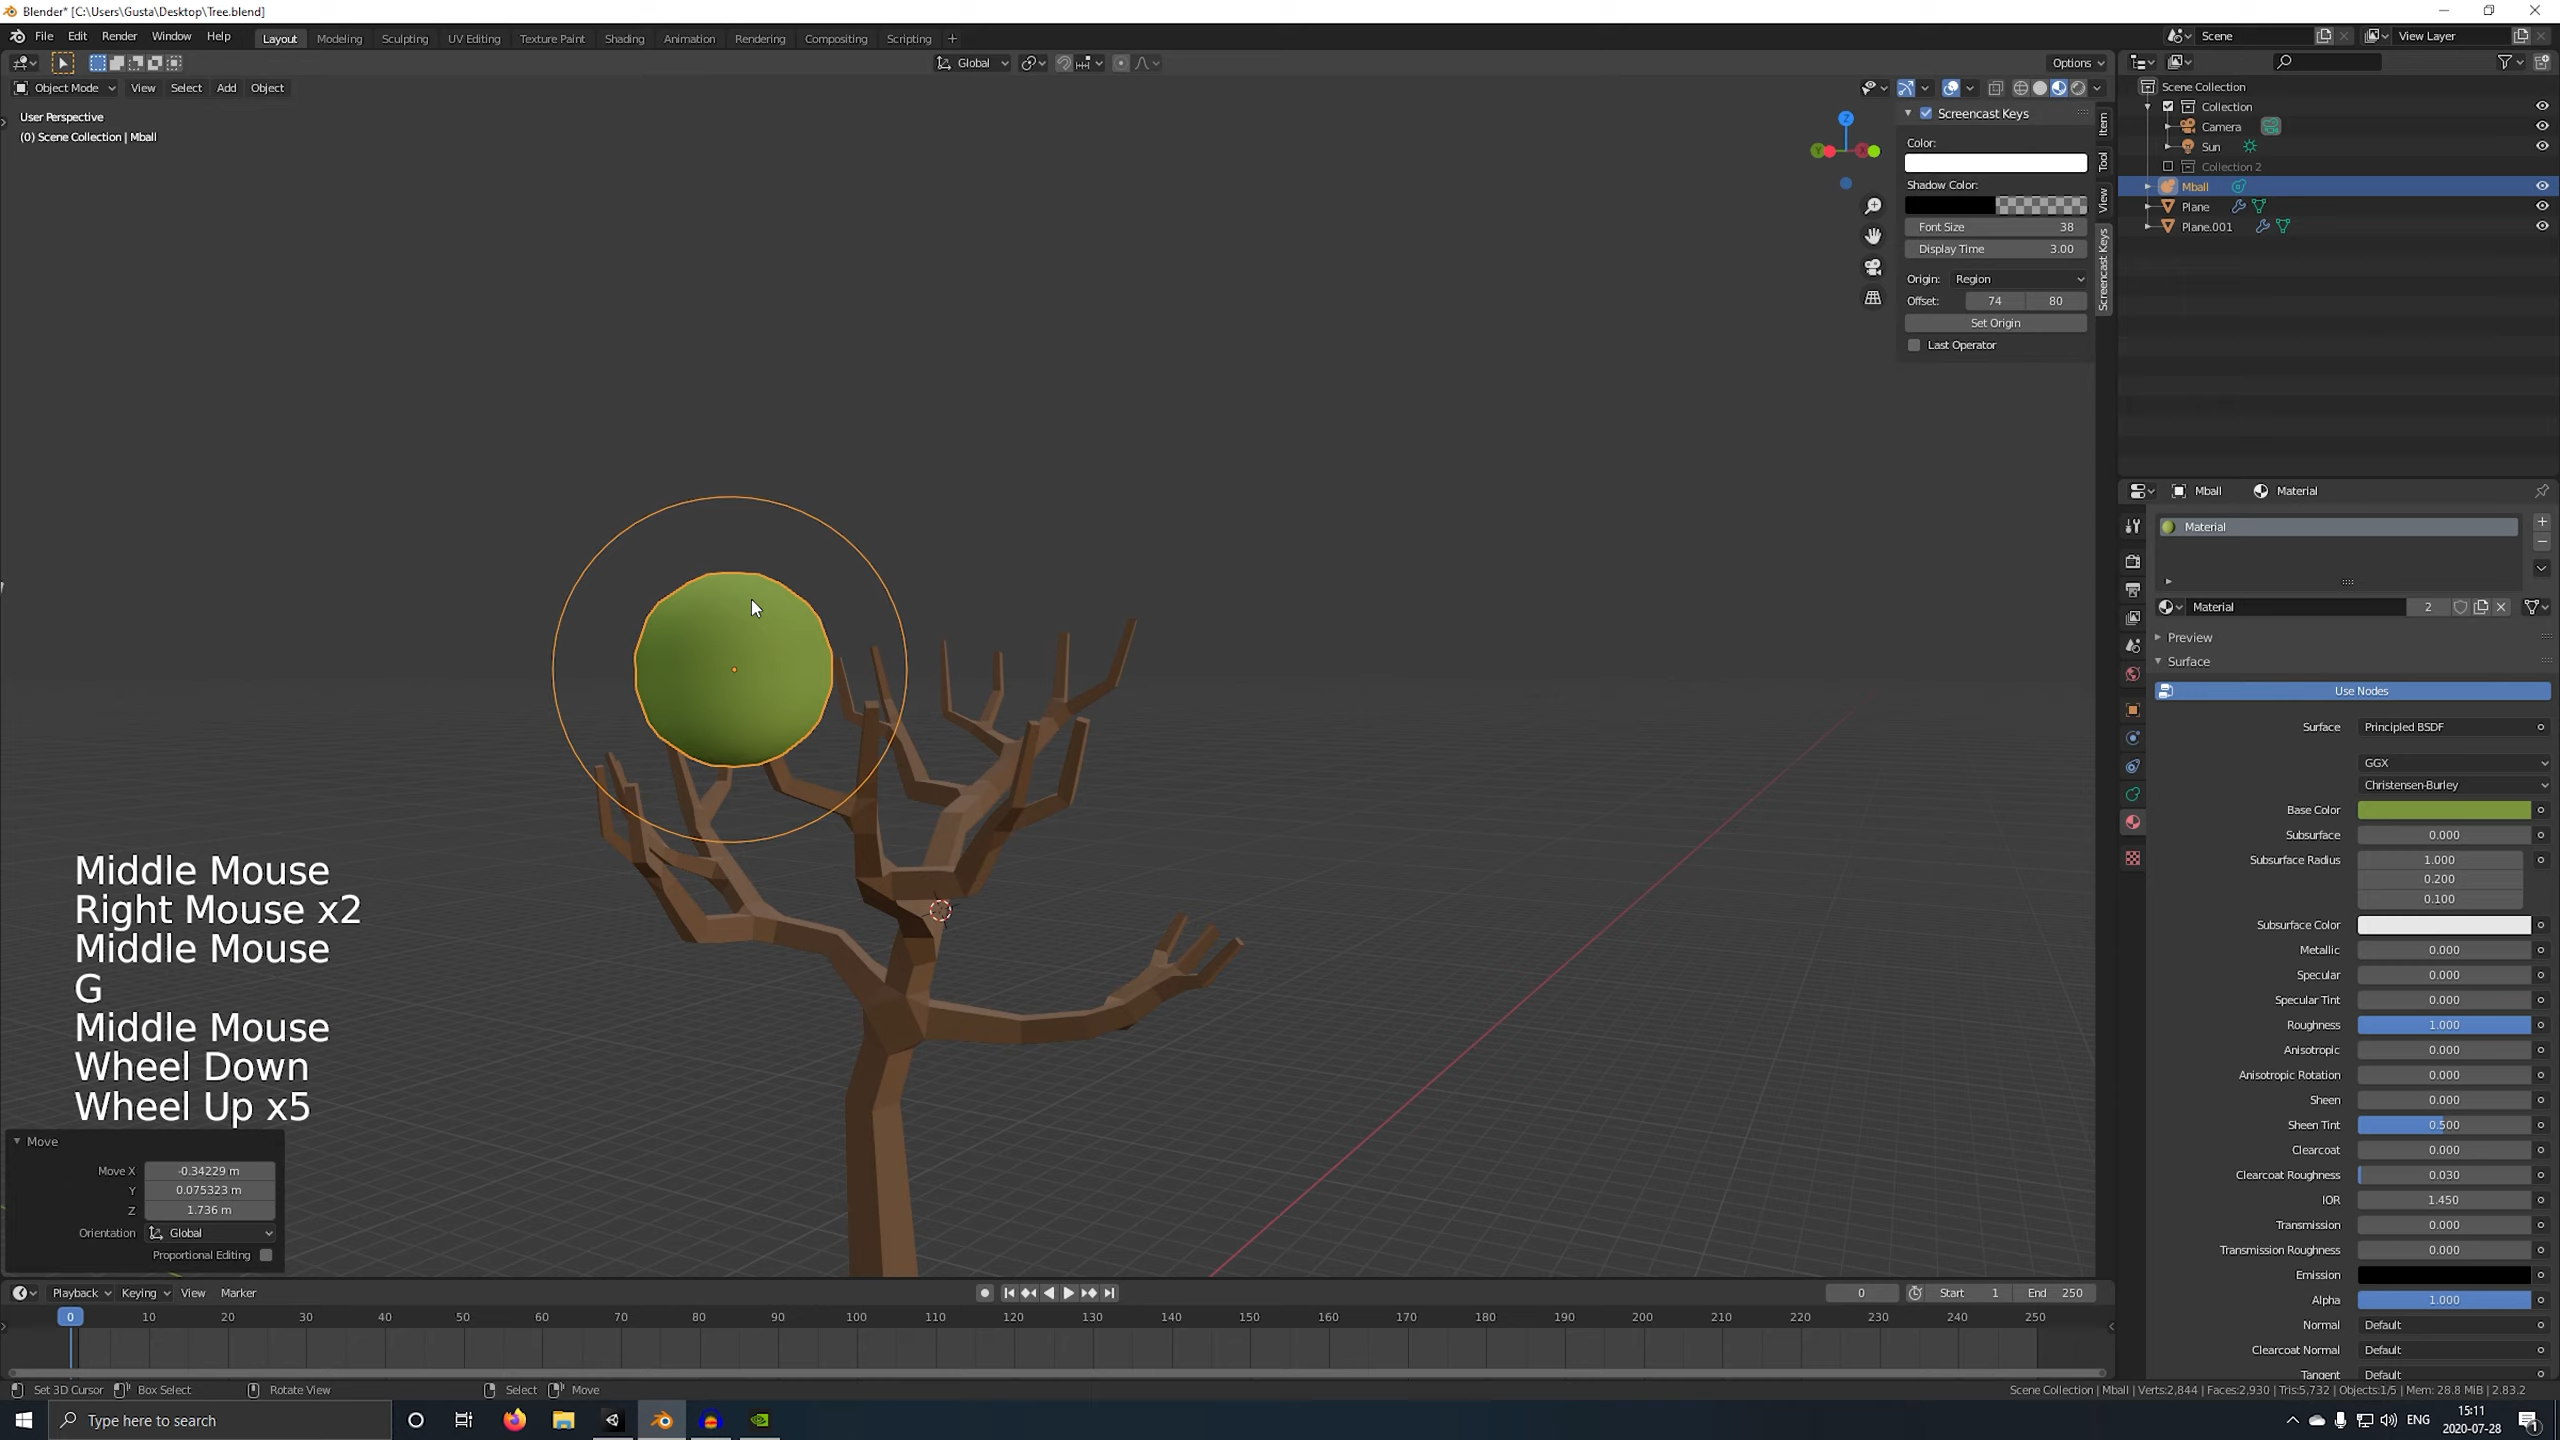 Blender* [C:\Users\Gusta\Desktop\Tree.blend]
File Edit Render Window Help
Layout Modeling Sculpting UV Editing Texture Paint Shading Animation Rendering Compositing Scripting +
Scene
View Layer
Global
Options
Object Mode View Select Add Object
User Perspective
(0) Scene Collection | Mball
Z
Y
Screencast Keys
Color:
Shadow Color:
Font Size 38
Display Time 3.00
Origin: Region
Offset: 74 80
Set Origin
Last Operator
Item
Tool
View
Screencast Keys
Scene Collection
Collection
Camera
Sun
Collection 2
Mball
Plane
Plane.001
Mball Material
Material
Material 2
Preview
Surface
Use Nodes
Surface Principled BSDF
GGX
Christensen-Burley
Base Color
Subsurface 0.000
Subsurface Radius 1.000
0.200
0.100
Subsurface Color
Metallic 0.000
Specular 0.000
Specular Tint 0.000
Roughness 1.000
Anisotropic 0.000
Anisotropic Rotation 0.000
Sheen 0.000
Sheen Tint 0.500
Clearcoat 0.000
Clearcoat Roughness 0.030
IOR 1.450
Transmission 0.000
Transmission Roughness 0.000
Emission
Alpha 1.000
Normal Default
Clearcoat Normal Default
Tangent Default
Middle Mouse
Right Mouse x2
Middle Mouse
G
Middle Mouse
Wheel Down
Wheel Up x5
Move
Move X -0.34229 m
Y 0.075323 m
Z 1.736 m
Orientation Global
Proportional Editing
Playback Keying View Marker
0 Start 1 End 250
0 10 20 30 40 50 60 70 80 90 100 110 120 130 140 150 160 170 180 190 200 210 220 230 240 250
Set 3D Cursor Box Select Rotate View Select Move
Scene Collection | Mball | Verts:2,844 | Faces:2,930 | Tris:5,732 | Objects:1/5 | Mem: 28.8 MiB | 2.83.2
Type here to search
ENG
15:11
2020-07-28
1